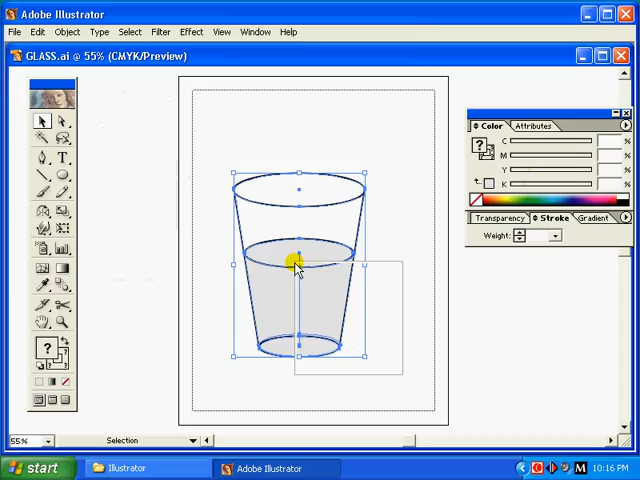 Adobe Illustrator
File Edit Object Type Select Filter Effect View Window Help
GLASS.ai @ 55% (CMYK/Preview)
Color Attributes
? C
M
Y
K
Transparency Stroke Gradient
Weight:
T
?
55% Selection
start Illustrator Adobe Illustrator M 10:16 PM